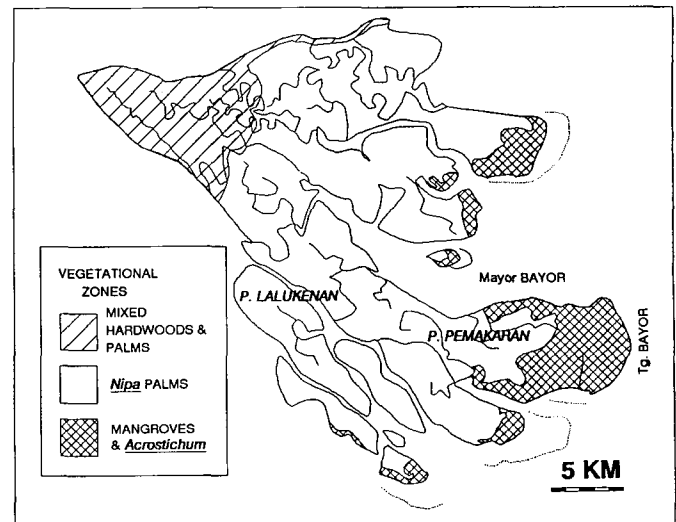 Mayor BAYOR
P. LALUKENAN
P. PEMAKARAN
Tg. BAYOR
VEGETATIONAL
ZONES
MIXED
HARDWOODS &
PALMS
Nipa PALMS
MANGROVES
& Acrostichum
5 KM